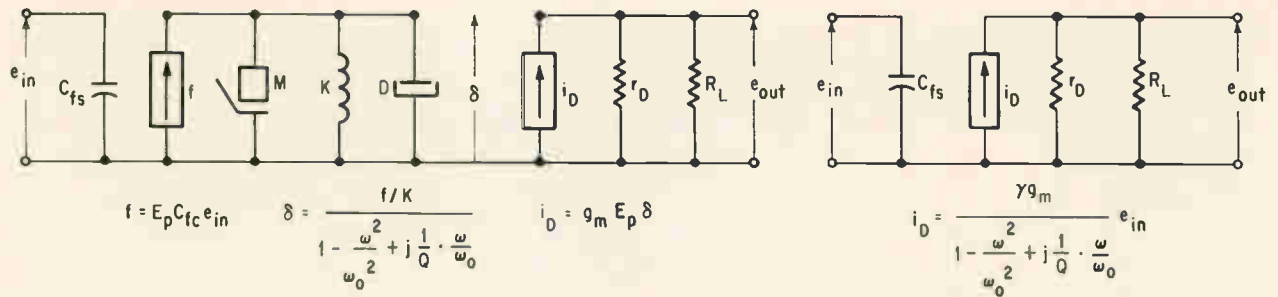 e_in
C_fs
f
M
K
D
δ
i_D
r_D
R_L
e_out
e_in
C_fs
i_D
r_D
R_L
e_out
f = E_p C_fc e_in
δ = f/K / (1 - ω²/ω_o² + j 1/Q · ω/ω_o)
i_D = g_m E_p δ
i_D = γg_m / (1 - ω²/ω_o² + j 1/Q · ω/ω_o) e_in